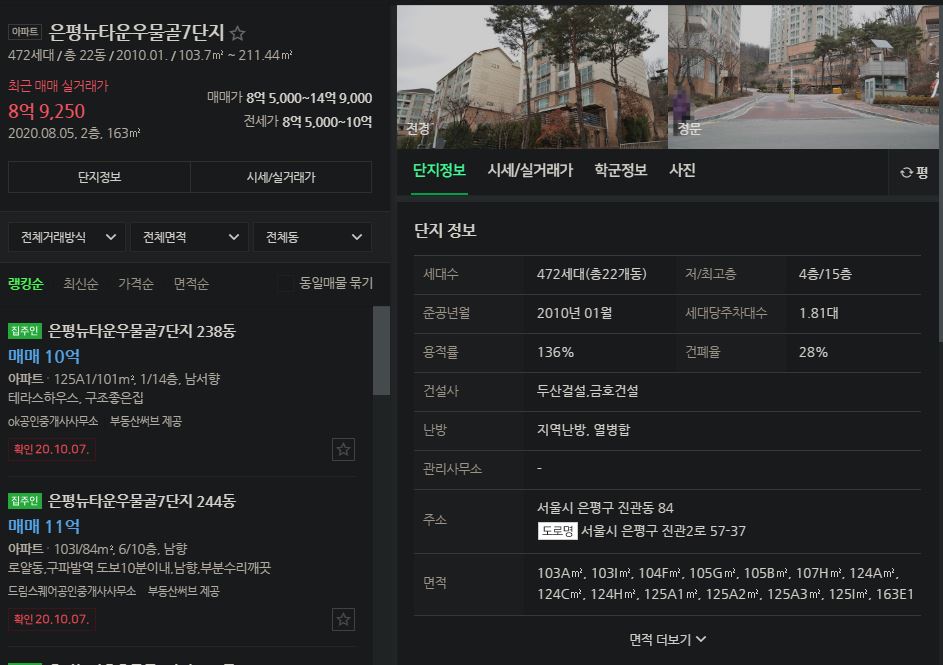 아파트 은평뉴타운우물골7단지
472세대 / 총 22동 / 2010.01. / 103.7㎡ ~ 211.44㎡
최근 매매 실거래가
8억 9,250
2020.08.05, 2층, 163㎡
매매가 8억 5,000~14억 9,000
전세가 8억 5,000~10억
단지정보 시세/실거래가
전체거래방식 전체면적 전체동
랭킹순 최신순 가격순 면적순 동일매물 묶기
집주인 은평뉴타운우물골7단지 238동
매매 10억
아파트 · 125A1/101m², 1/14층, 남서향
테라스하우스, 구조좋은집
ok공인중개사사무소 부동산써브 제공
확인 20.10.07.
집주인 은평뉴타운우물골7단지 244동
매매 11억
아파트 · 103I/84m², 6/10층, 남향
로얄동,구파발역 도보10분이내,남향,부분수리깨끗
드림스퀘어공인중개사사무소 부동산써브 제공
확인 20.10.07.
전경 정문
단지정보 시세/실거래가 학군정보 사진 평
단지 정보
세대수 472세대(총22개동) 저/최고층 4층/15층
준공년월 2010년 01월 세대당주차대수 1.81대
용적률 136% 건폐율 28%
건설사 두산걸설,금호건설
난방 지역난방, 열병합
관리사무소 -
주소 서울시 은평구 진관동 84
도로명 서울시 은평구 진관2로 57-37
면적 103A㎡, 103I㎡, 104F㎡, 105G㎡, 105B㎡, 107H㎡, 124A㎡,
124C㎡, 124H㎡, 125A1㎡, 125A2㎡, 125A3㎡, 125I㎡, 163E1
면적 더보기